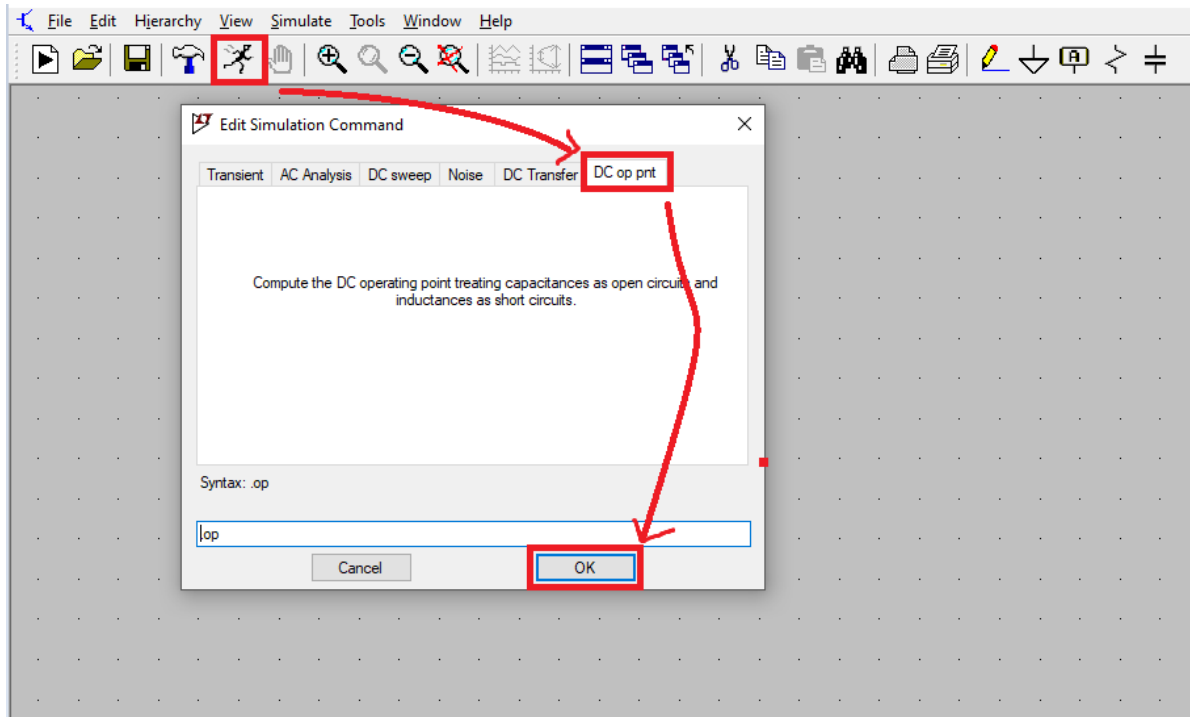 File Edit Hierarchy View Simulate Tools Window Help
A
Edit Simulation Command
Transient AC Analysis DC sweep Noise DC Transfer DC op pnt
Compute the DC operating point treating capacitances as open circuits and
inductances as short circuits.
Syntax: .op
.op
Cancel OK